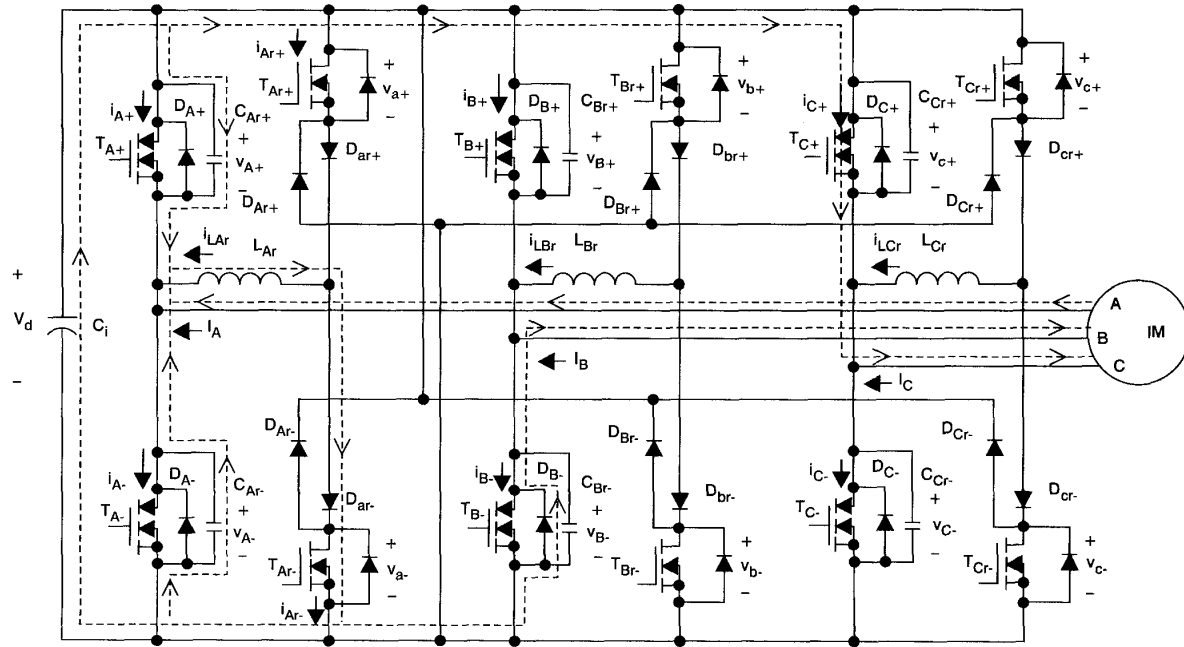 i_Ar+
T_Ar+
+
v_a+
−
i_A+
D_A+
C_Ar+
T_A+
+
v_A+
−
D_ar+
D_Ar+
i_B+
D_B+
C_Br+
T_B+
+
v_B+
−
T_Br+
+
v_b+
−
D_br+
D_Br+
i_C+
D_C+
C_Cr+
T_C+
+
v_c+
−
T_Cr+
+
v_c+
−
D_cr+
D_Cr+
i_LAr
L_Ar
i_LBr
L_Br
i_LCr
L_Cr
+
V_d
−
C_i
I_A
I_B
I_C
A
B
C
IM
D_Ar-
i_A-
D_A-
C_Ar-
T_A-
+
v_A-
−
D_ar-
T_Ar-
+
v_a-
−
i_Ar-
D_Br-
i_B-
D_B-
C_Br-
T_B-
+
v_B-
−
D_br-
T_Br-
+
v_b-
−
D_Cr-
i_C-
D_C-
C_Cr-
T_C-
+
v_C-
−
D_cr-
T_Cr-
+
v_c-
−